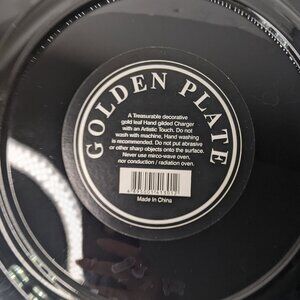 GOLDEN PLATE
A Treasurable decorative
gold leaf Hand gilded Charger
with an Artistic Touch. Do not
wash with machine, Hand washing
is recommended. Do not put abrasive
or other sharp objects onto the surface.
Never use mirco-wave oven,
nor conduction / radiation oven.
Made In China